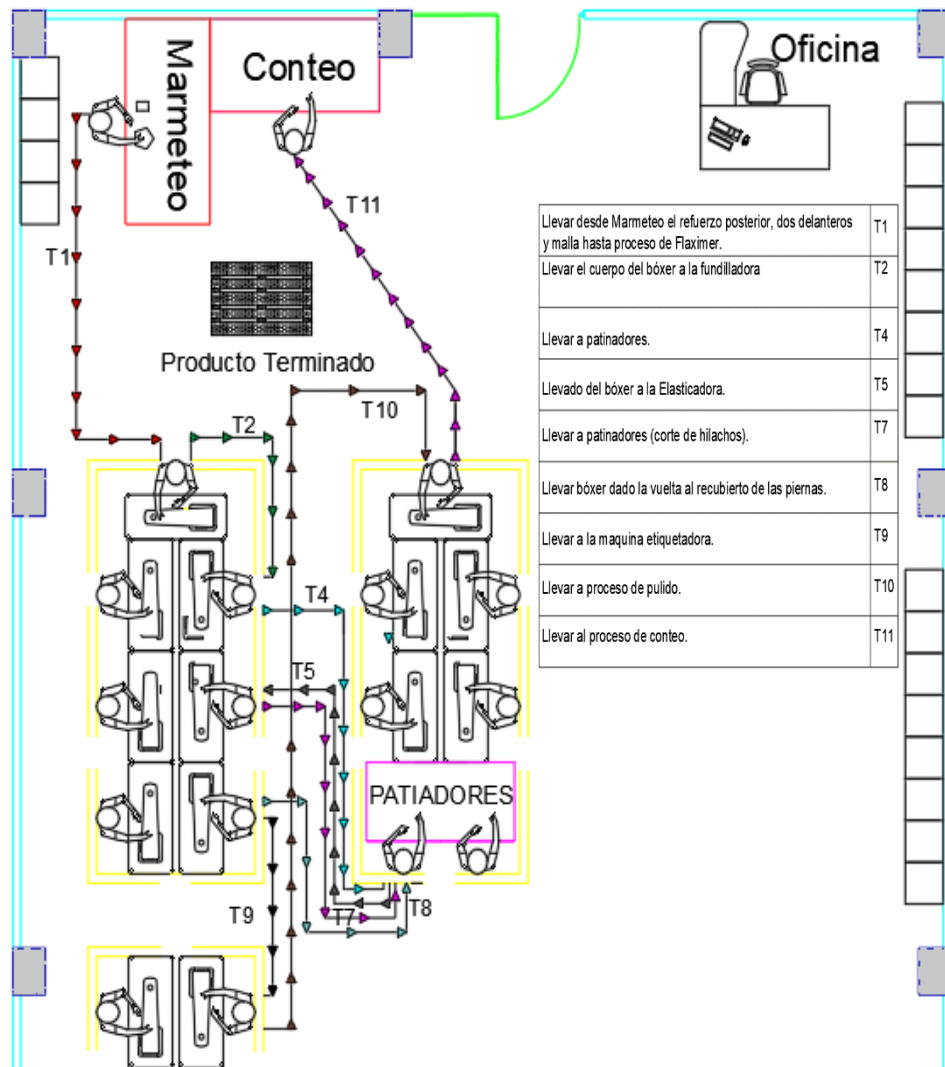 Marmeteo
Conteo
Oficina
T11
T1
Producto Terminado
T10
T2
T4
T5
PATIADORES
T9
T7
T8
Llevar desde Marmeteo el refuerzo posterior, dos delanteros T1
y malla hasta proceso de Flaximer.
Llevar el cuerpo del bóxer a la fundilladora T2
Llevar a patinadores. T4
Llevado del bóxer a la Elasticadora. T5
Llevar a patinadores (corte de hilachos). T7
Llevar bóxer dado la vuelta al recubierto de las piernas. T8
Llevar a la maquina etiquetadora. T9
Llevar a proceso de pulido. T10
Llevar al proceso de conteo. T11